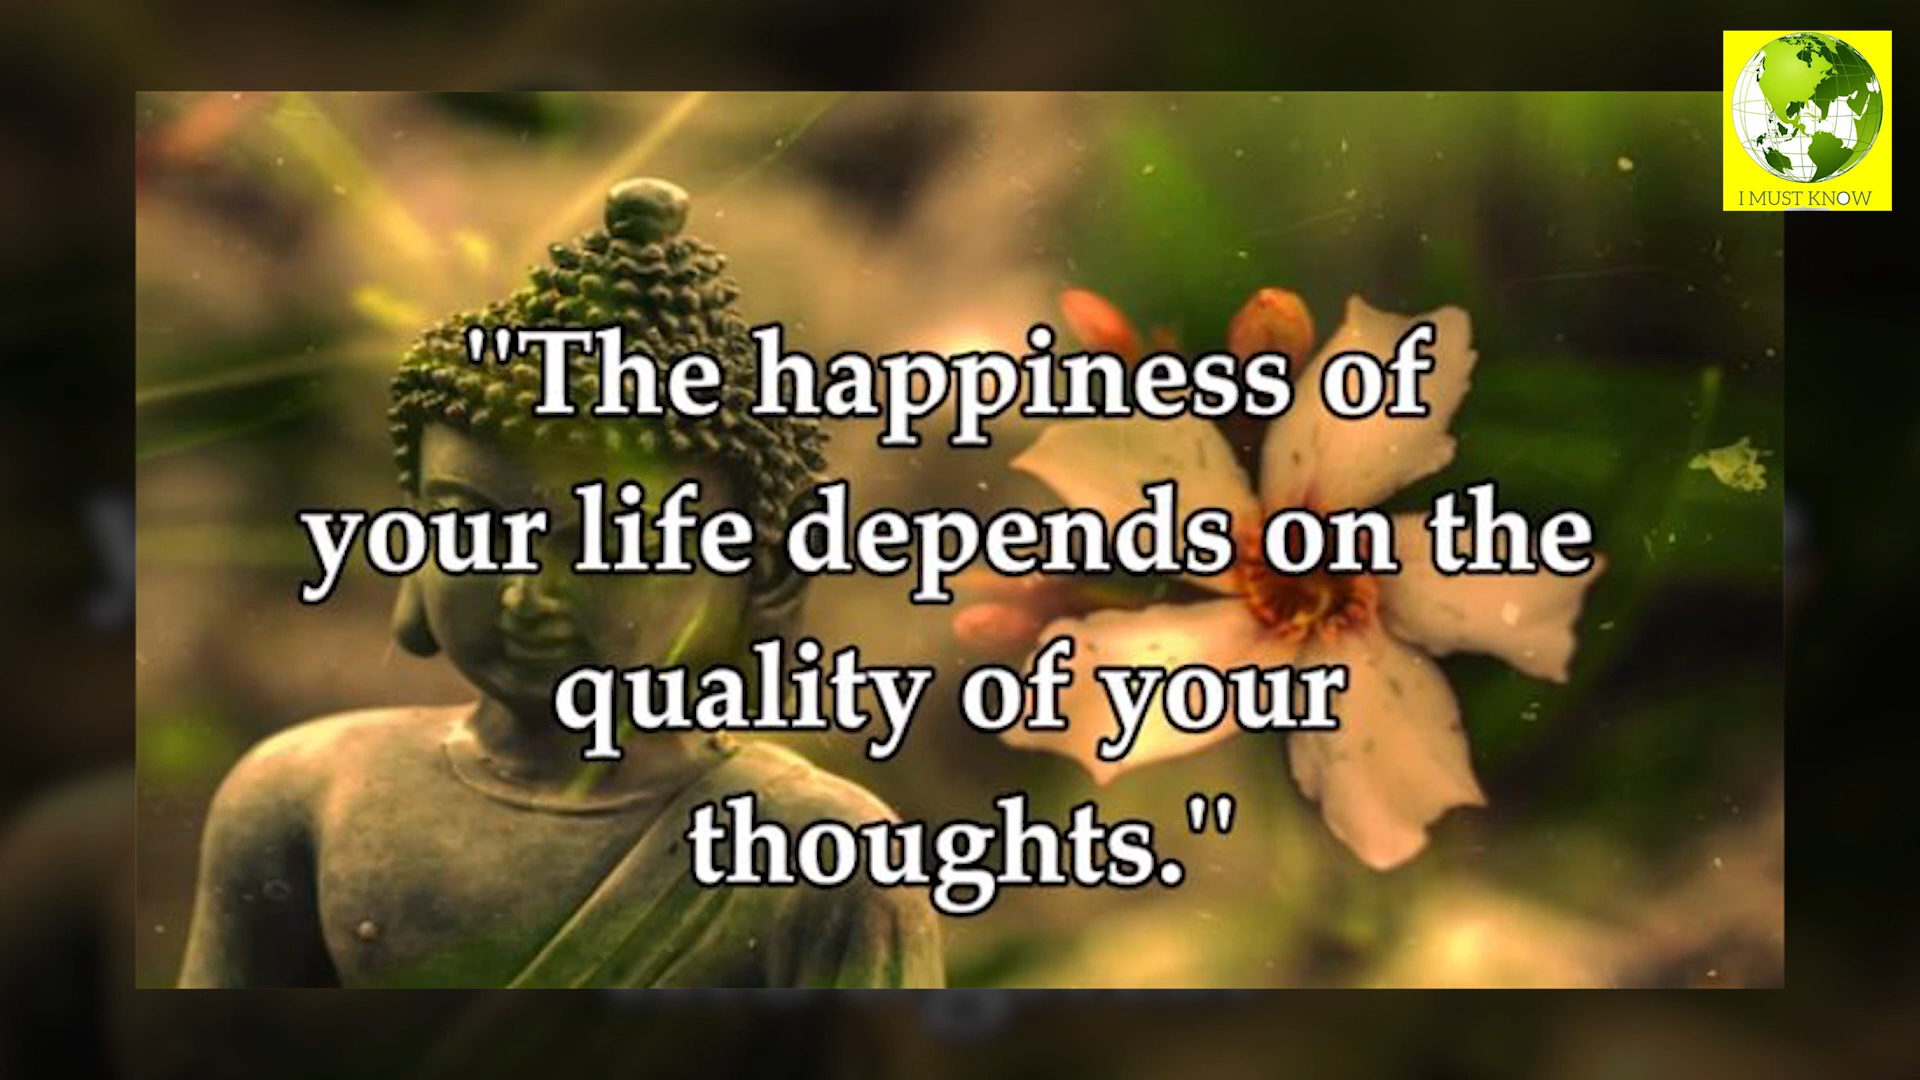 I MUST KNOW
"The happiness of
your life depends on the
quality of your
thoughts."